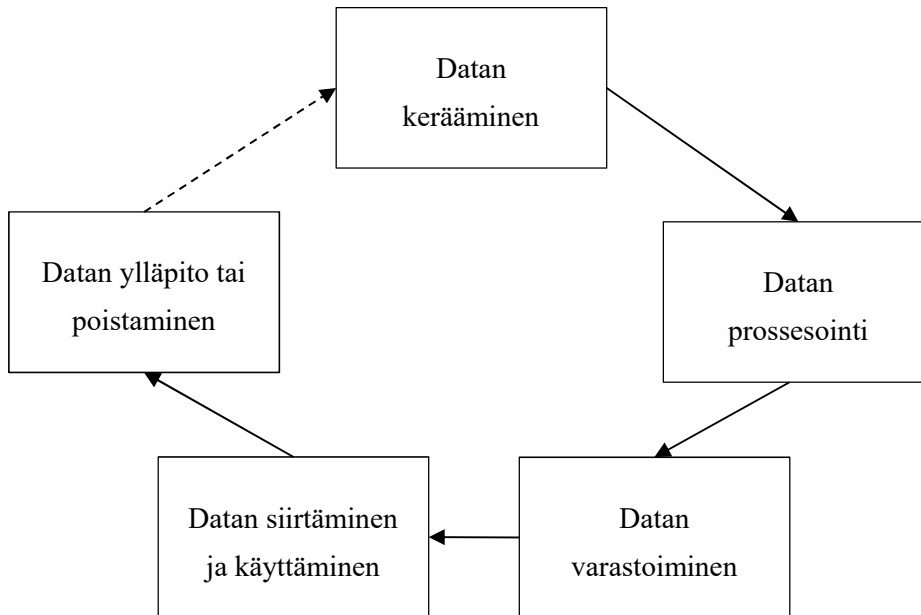 Datan
kerääminen
Datan
prossesointi
Datan
varastoiminen
Datan siirtäminen
ja käyttäminen
Datan ylläpito tai
poistaminen